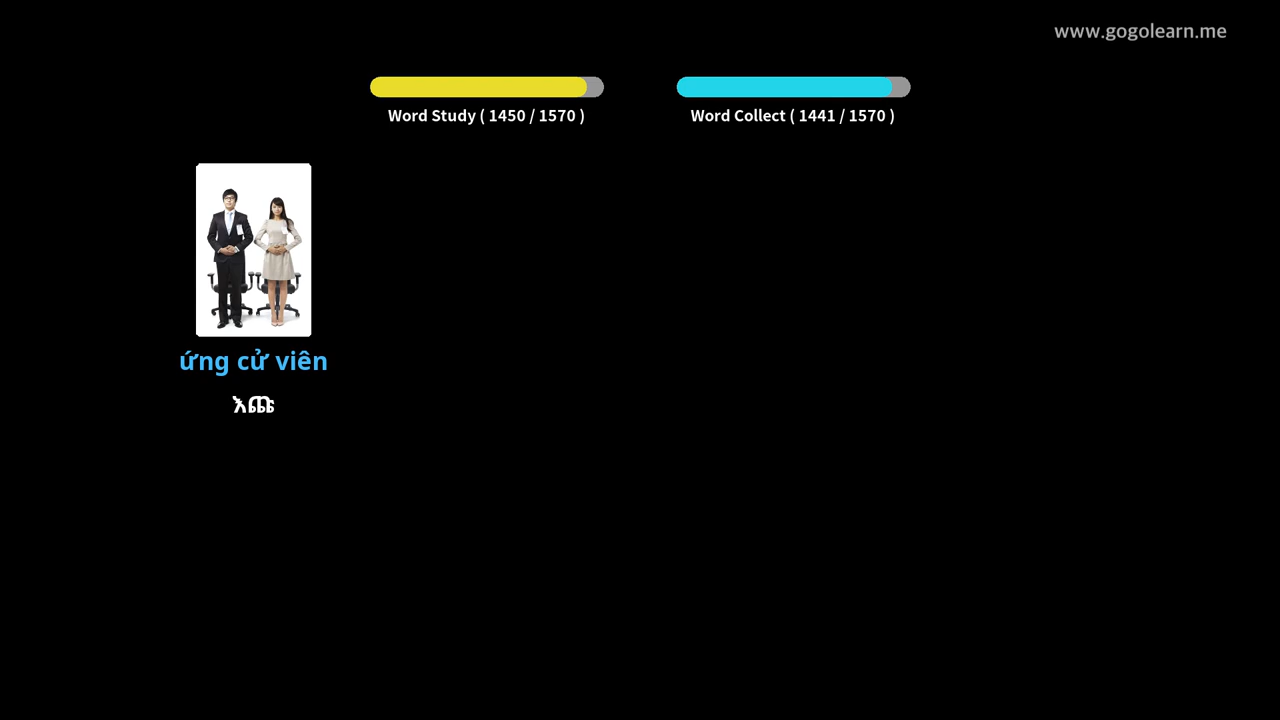 www.gogolearn.me
Word Study ( 1450 / 1570 )
Word Collect ( 1441 / 1570 )
ứng cử viên
እጩ